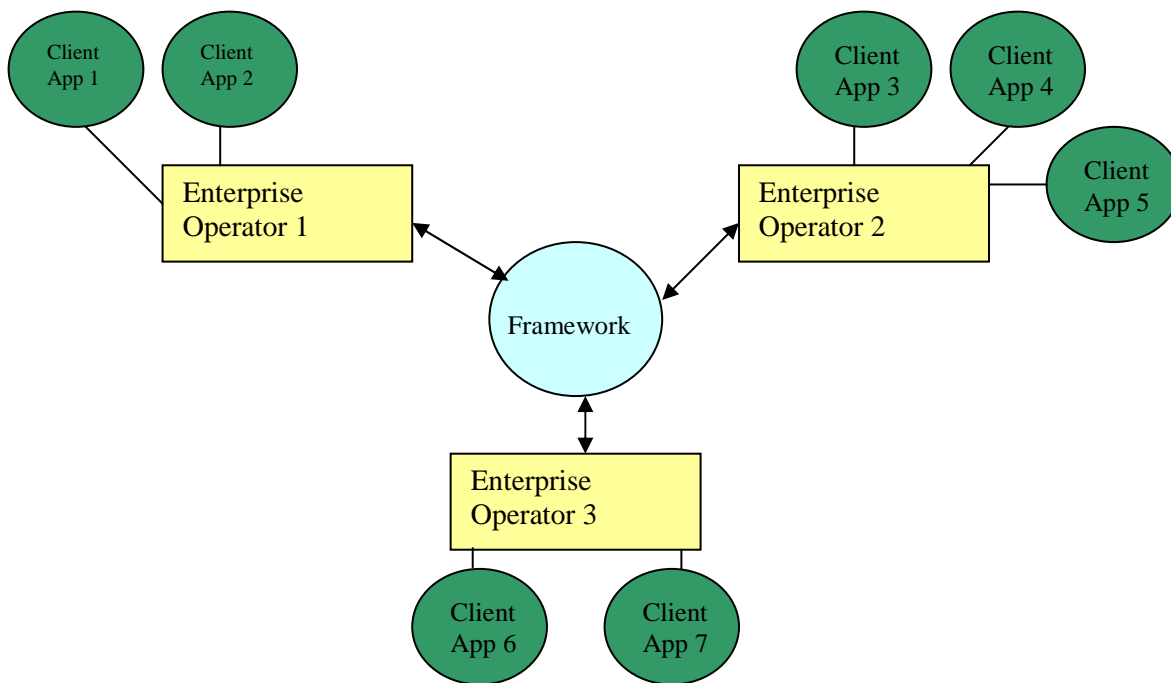 Client
App 1
Client
App 2
Client
App 3
Client
App 4
Client
App 5
Enterprise
Operator 1
Enterprise
Operator 2
Framework
Enterprise
Operator 3
Client
App 6
Client
App 7